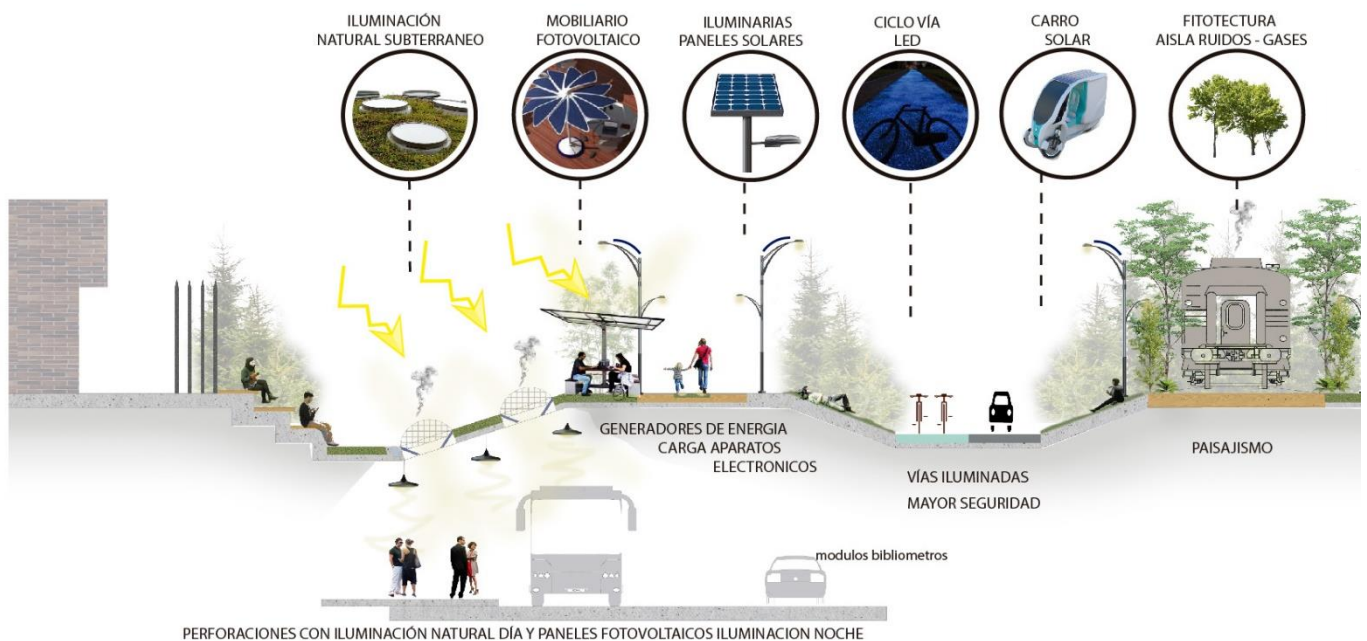 ILUMINACIÓN
NATURAL SUBTERRANEO
MOBILIARIO
FOTOVOLTAICO
ILUMINARIAS
PANELES SOLARES
CICLO VÍA
LED
CARRO
SOLAR
FITOTECTURA
AISLA RUIDOS - GASES
GENERADORES DE ENERGIA
CARGA APARATOS
ELECTRONICOS
VÍAS ILUMINADAS
MAYOR SEGURIDAD
PAISAJISMO
modulos bibliometros
PERFORACIONES CON ILUMINACIÓN NATURAL DÍA Y PANELES FOTOVOLTAICOS ILUMINACION NOCHE